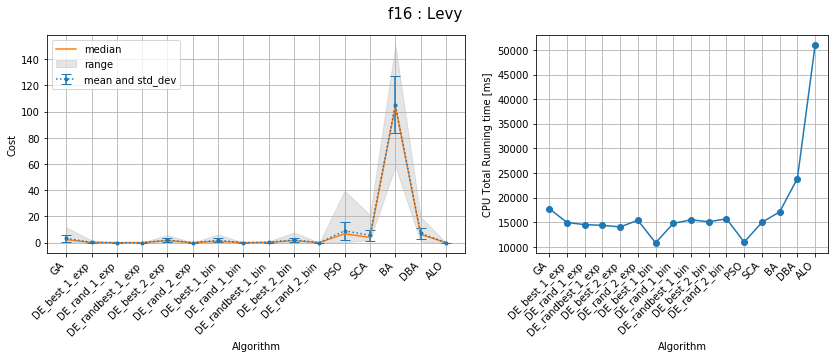 f16 : Levy
median
range
mean and std_dev
Cost
140
120
100
80
60
40
20
0
GA
DE_best_1_exp
DE_rand_1_exp
DE_randbest_1_exp
DE_best_2_exp
DE_rand_2_exp
DE_best_1_bin
DE_rand_1_bin
DE_randbest_1_bin
DE_best_2_bin
DE_rand_2_bin
PSO
SCA
BA
DBA
ALO
Algorithm
CPU Total Running time [ms]
50000
45000
40000
35000
30000
25000
20000
15000
10000
GA
DE_best_1_exp
DE_rand_1_exp
DE_randbest_1_exp
DE_best_2_exp
DE_rand_2_exp
DE_best_1_bin
DE_rand_1_bin
DE_randbest_1_bin
DE_best_2_bin
DE_rand_2_bin
PSO
SCA
BA
DBA
ALO
Algorithm